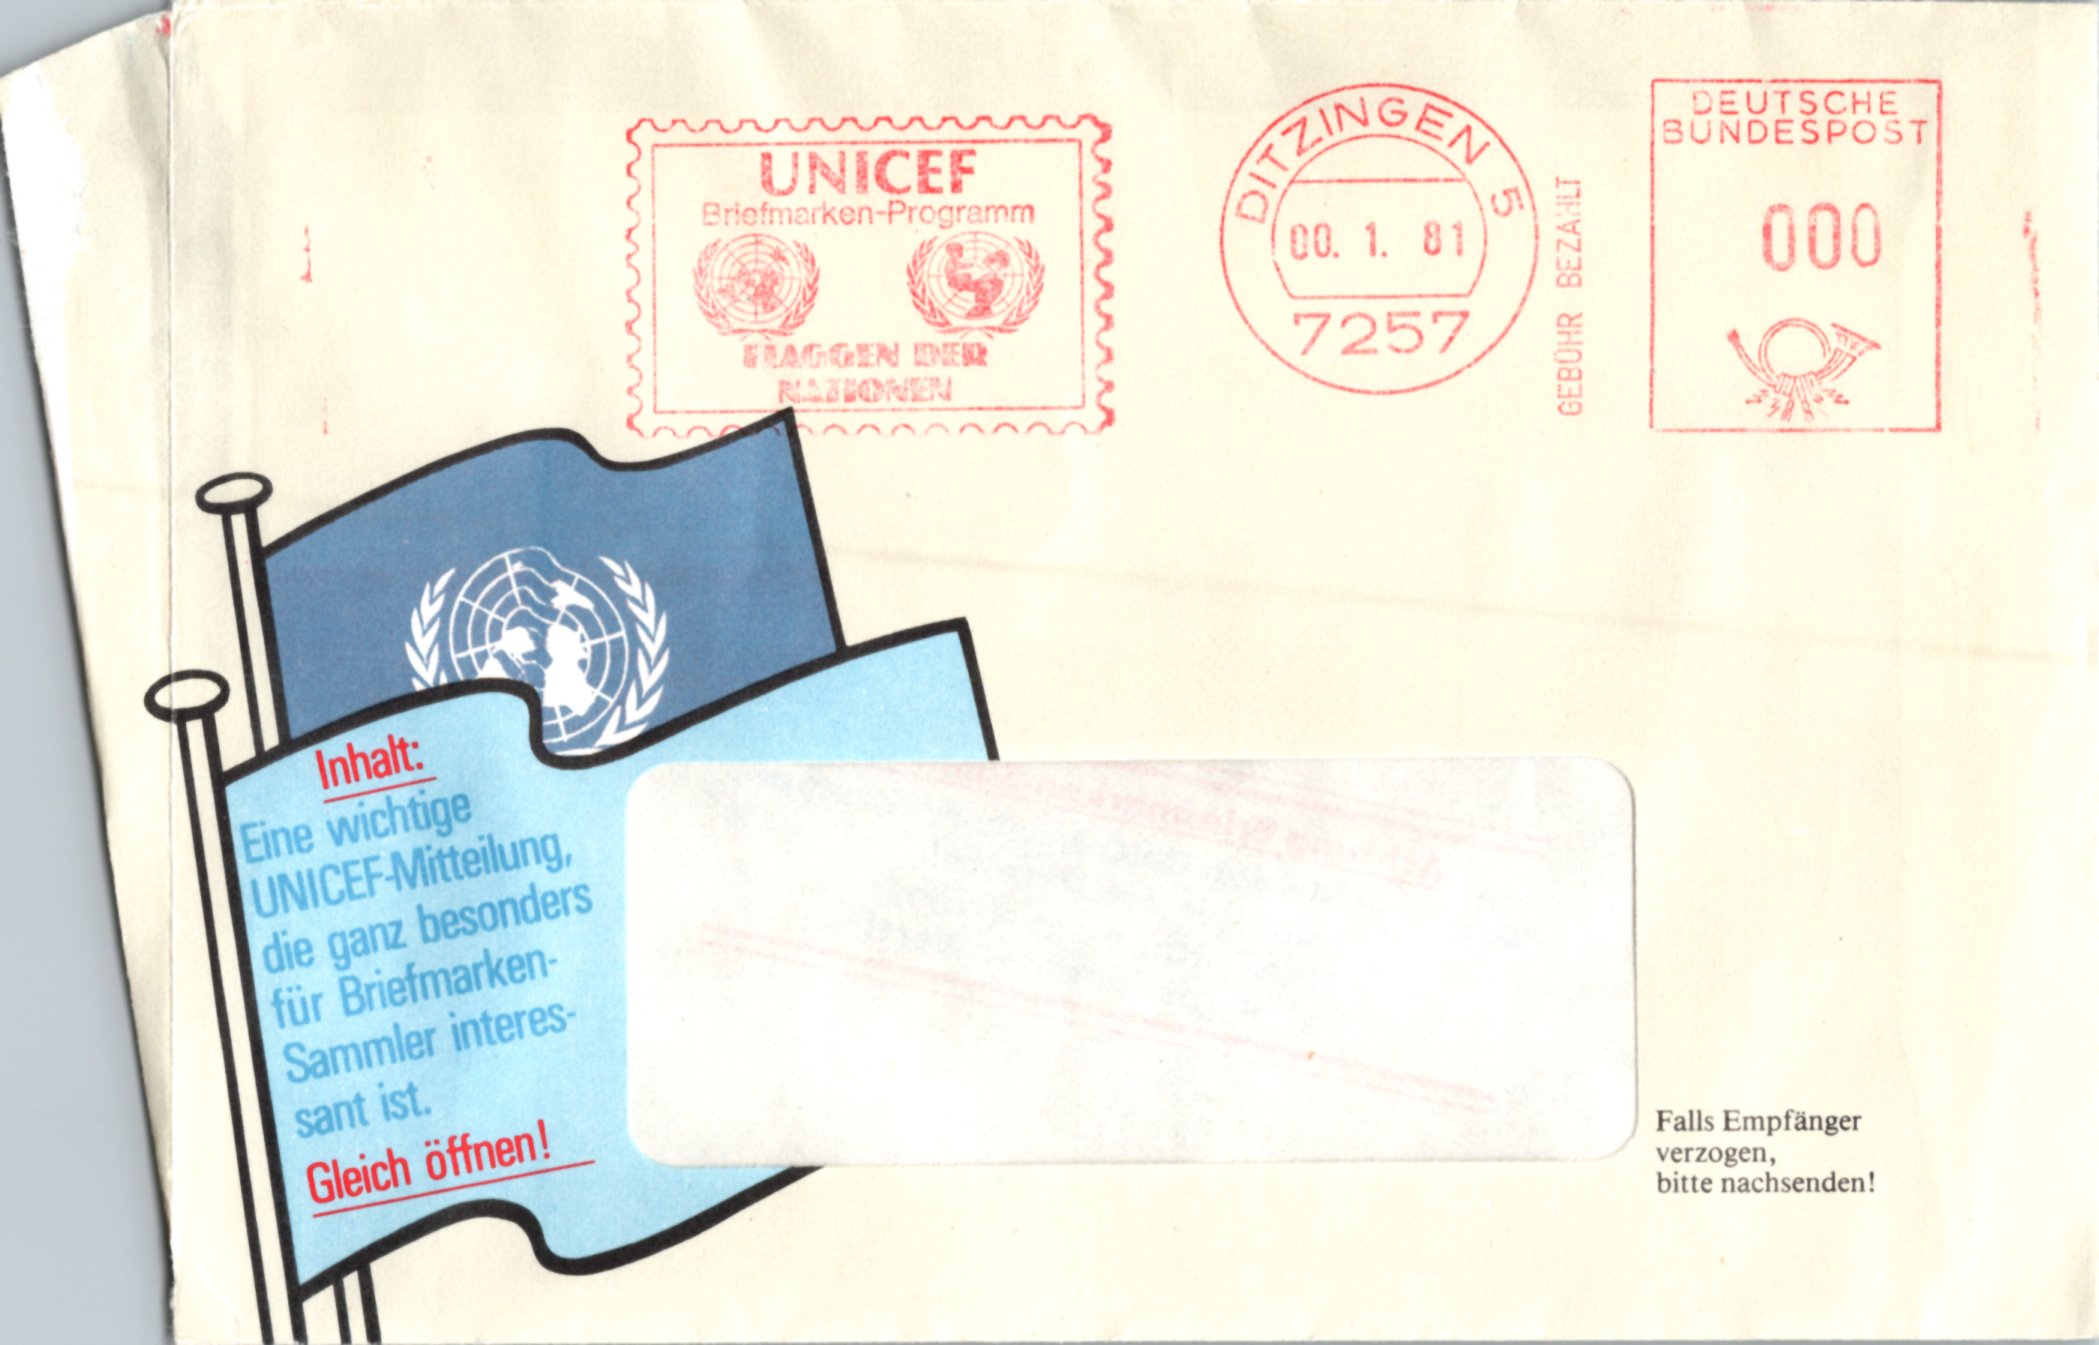 UNICEF
Briefmarken-Programm
FLAGGEN DER
NATIONEN
DITZINGEN 5
00. 1. 81
7257
GEBÜHR BEZAHLT
DEUTSCHE
BUNDESPOST
000
Inhalt:
Eine wichtige
UNICEF-Mitteilung,
die ganz besonders
für Briefmarken-
Sammler interes-
sant ist.
Gleich öffnen!
Falls Empfänger
verzogen,
bitte nachsenden!